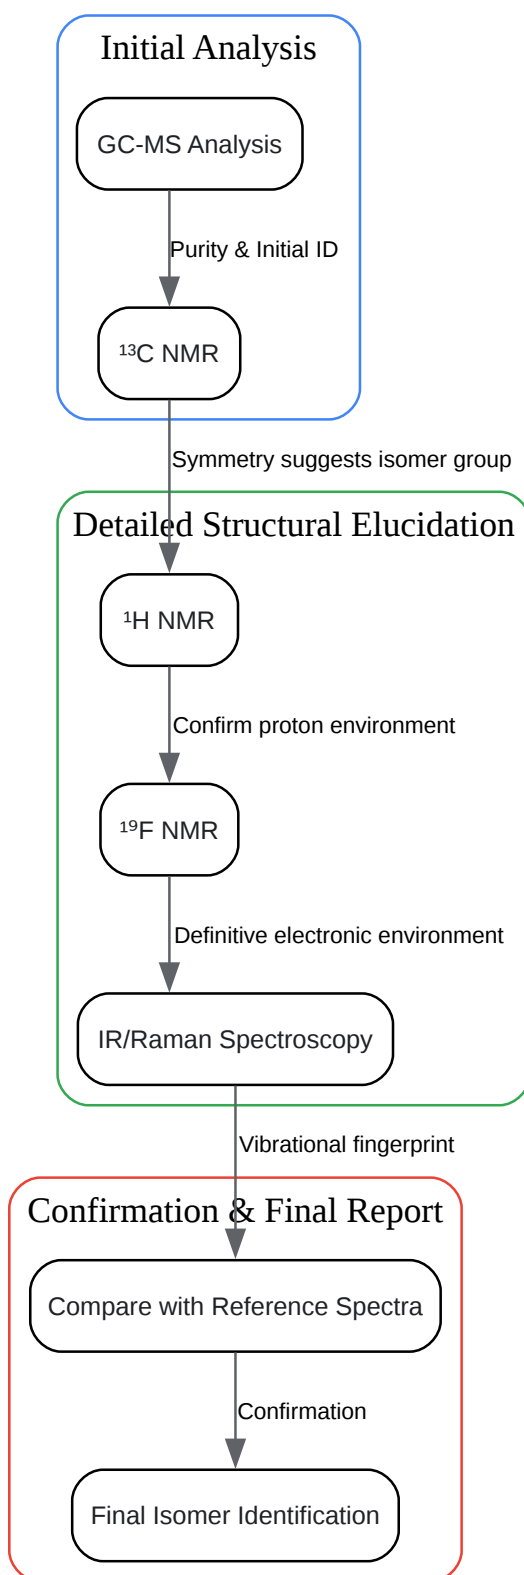 Initial Analysis
GC-MS Analysis
Purity & Initial ID
¹³C NMR
Symmetry suggests isomer group
Detailed Structural Elucidation
¹H NMR
Confirm proton environment
¹⁹F NMR
Definitive electronic environment
IR/Raman Spectroscopy
Vibrational fingerprint
Confirmation & Final Report
Compare with Reference Spectra
Confirmation
Final Isomer Identification